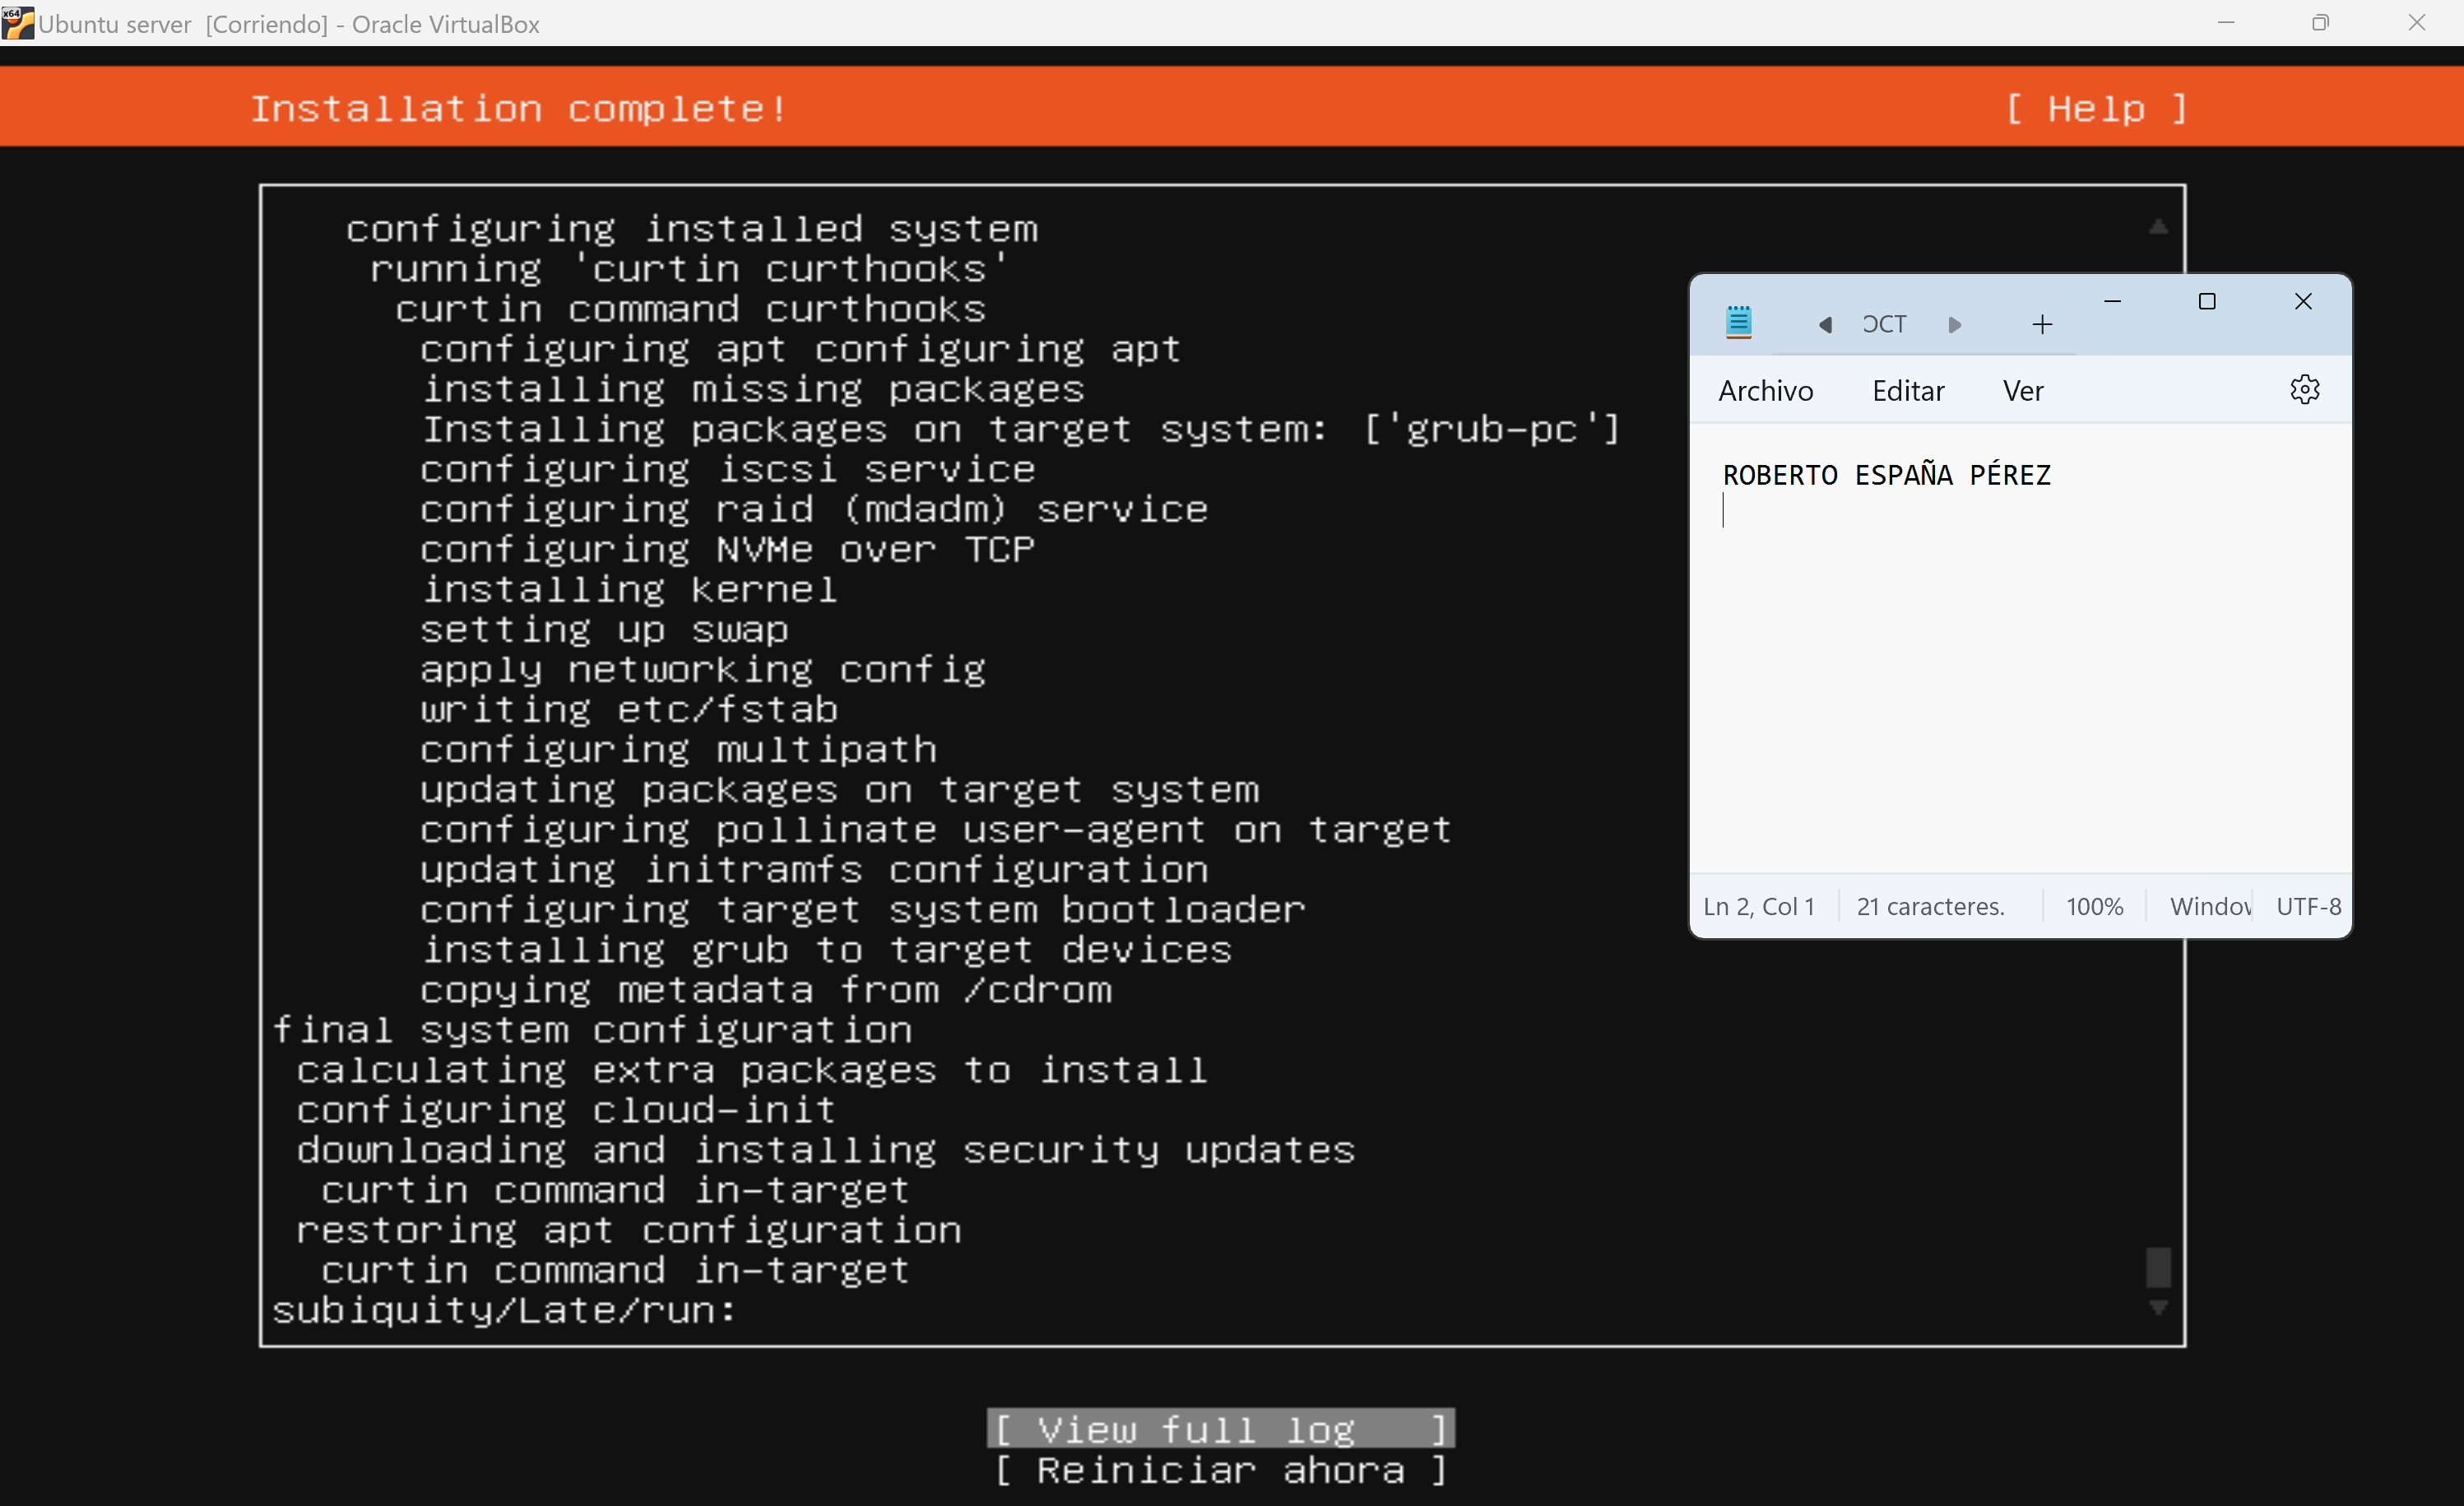 Ubuntu server [Corriendo] - Oracle VirtualBox
Installation complete!
[ Help ]
configuring installed system
running 'curtin curthooks'
curtin command curthooks
configuring apt configuring apt
installing missing packages
Installing packages on target system: ['grub-pc']
configuring iscsi service
configuring raid (mdadm) service
configuring NVMe over TCP
installing kernel
setting up swap
apply networking config
writing etc/fstab
configuring multipath
updating packages on target system
configuring pollinate user-agent on target
updating initramfs configuration
configuring target system bootloader
installing grub to target devices
copying metadata from /cdrom
final system configuration
calculating extra packages to install
configuring cloud-init
downloading and installing security updates
curtin command in-target
restoring apt configuration
curtin command in-target
subiquity/Late/run:
[ View full log ]
[ Reiniciar ahora ]
Archivo Editar Ver
ROBERTO ESPAÑA PÉREZ
Ln 2, Col 1 21 caracteres. 100% Window UTF-8